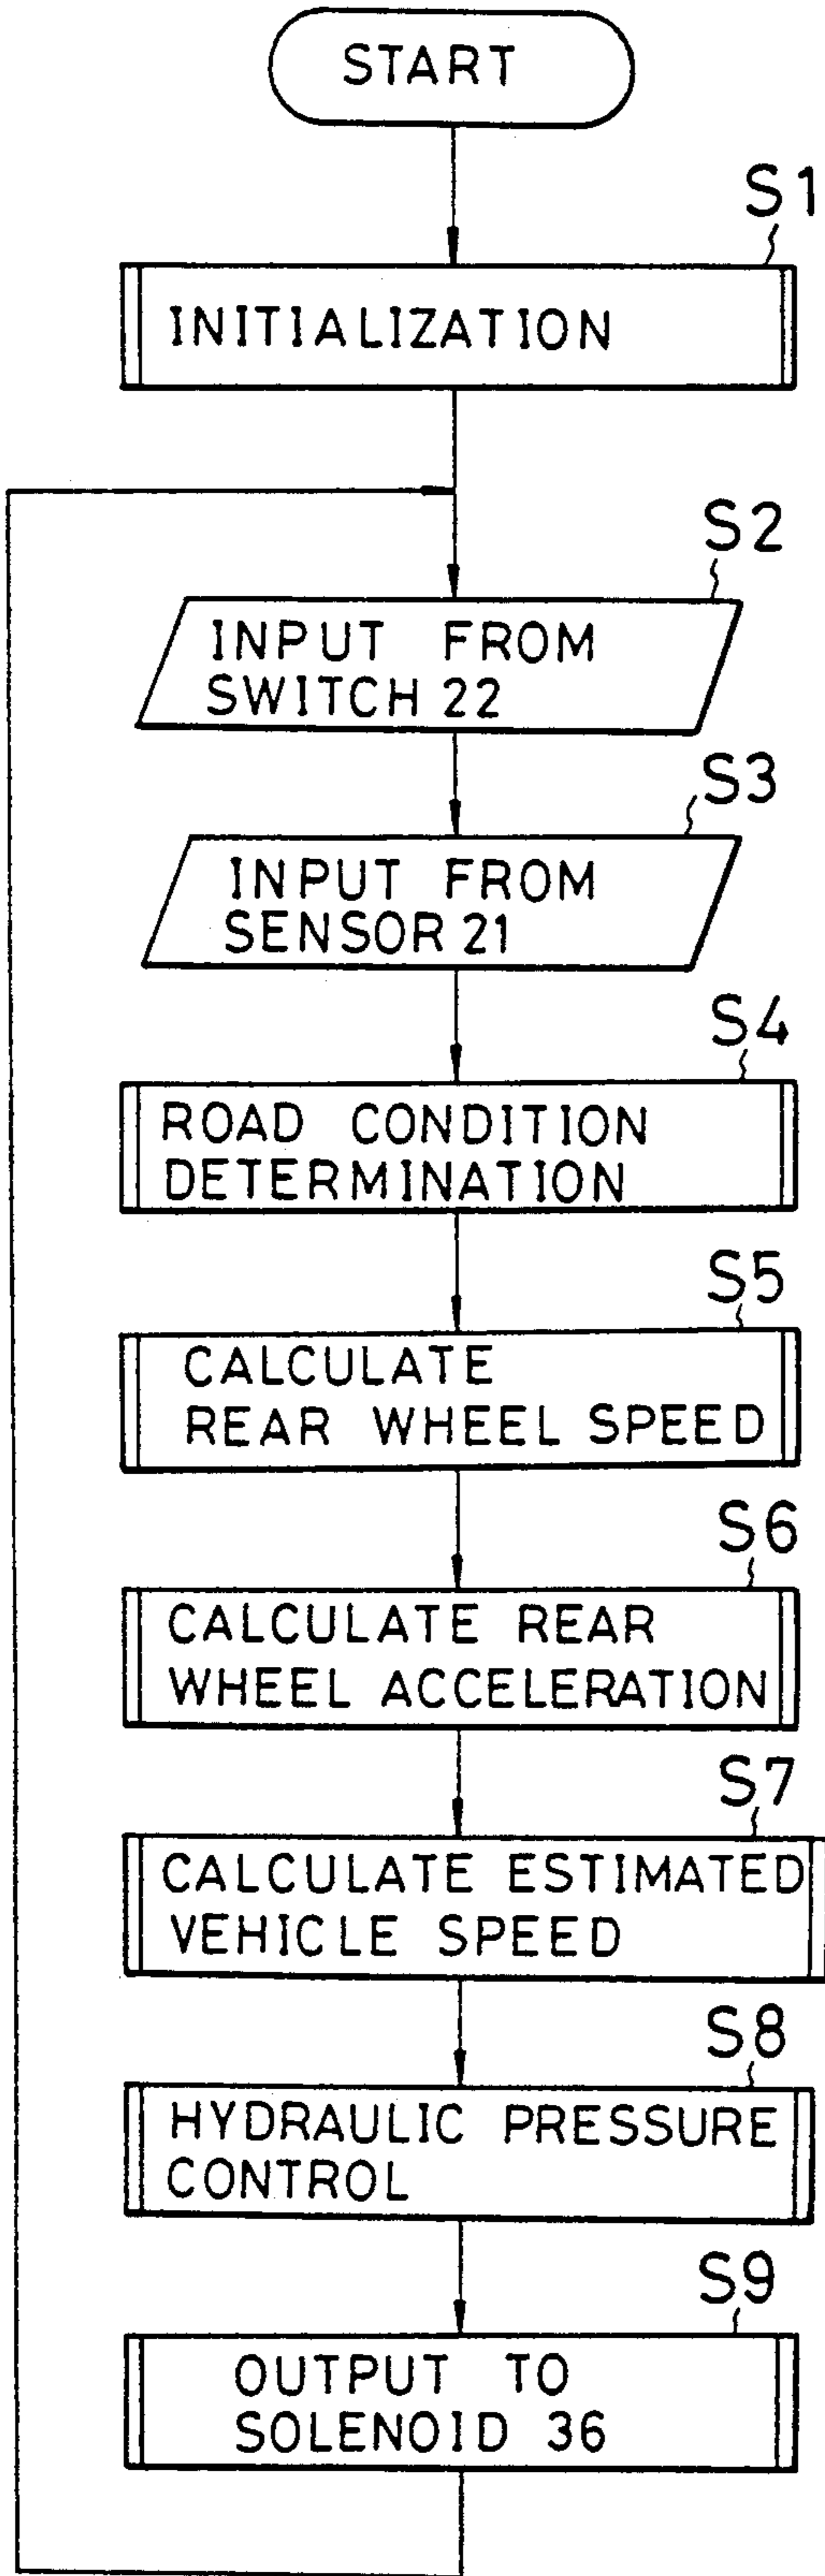 START
S1
INITIALIZATION
S2
INPUT FROM
SWITCH 22
S3
INPUT FROM
SENSOR 21
S4
ROAD CONDITION
DETERMINATION
S5
CALCULATE
REAR WHEEL SPEED
S6
CALCULATE REAR
WHEEL ACCELERATION
S7
CALCULATE ESTIMATED
VEHICLE SPEED
S8
HYDRAULIC PRESSURE
CONTROL
S9
OUTPUT TO
SOLENOID 36